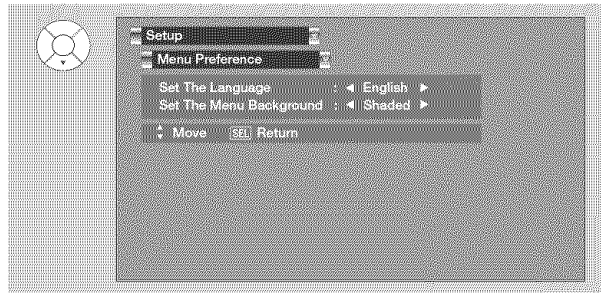 Setup
Menu Preference
Set The Language : ◄ English ►
Set The Menu Background : ◄ Shaded ►
Move SEL Return